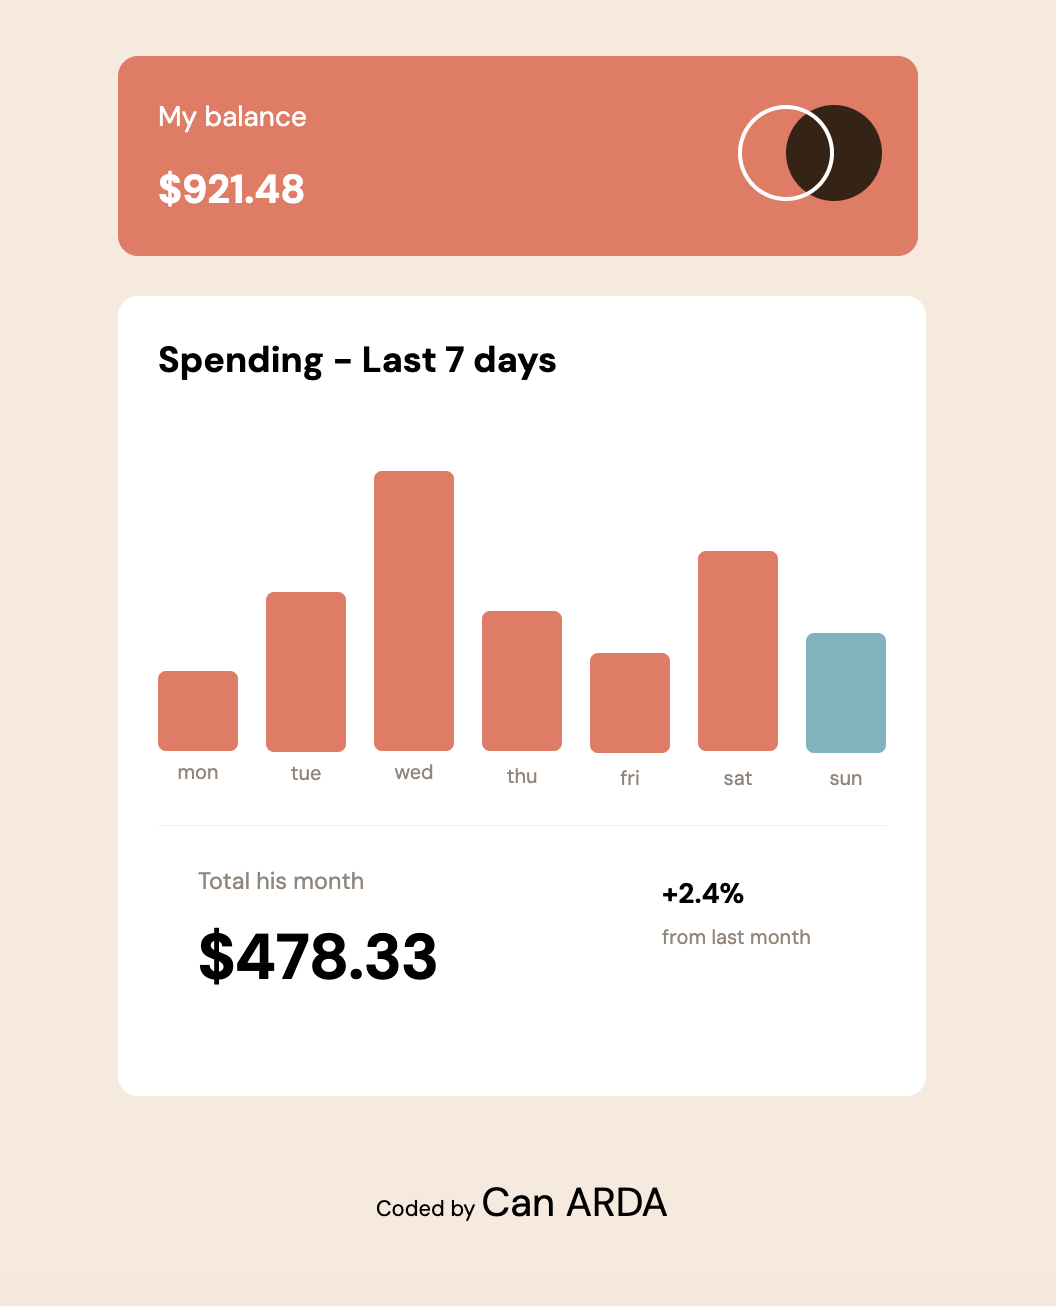 My balance
$921.48
Spending - Last 7 days
mon tue wed thu fri sat sun
Total his month
+2.4%
$478.33
from last month
Coded by Can ARDA